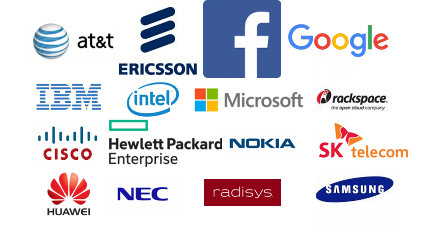 at&t
ERICSSON
f
Google
IBM
intel
Microsoft
rackspace.
the open cloud company
CISCO
Hewlett Packard
Enterprise
NOKIA
SK telecom
HUAWEI
NEC
radisys.
SAMSUNG